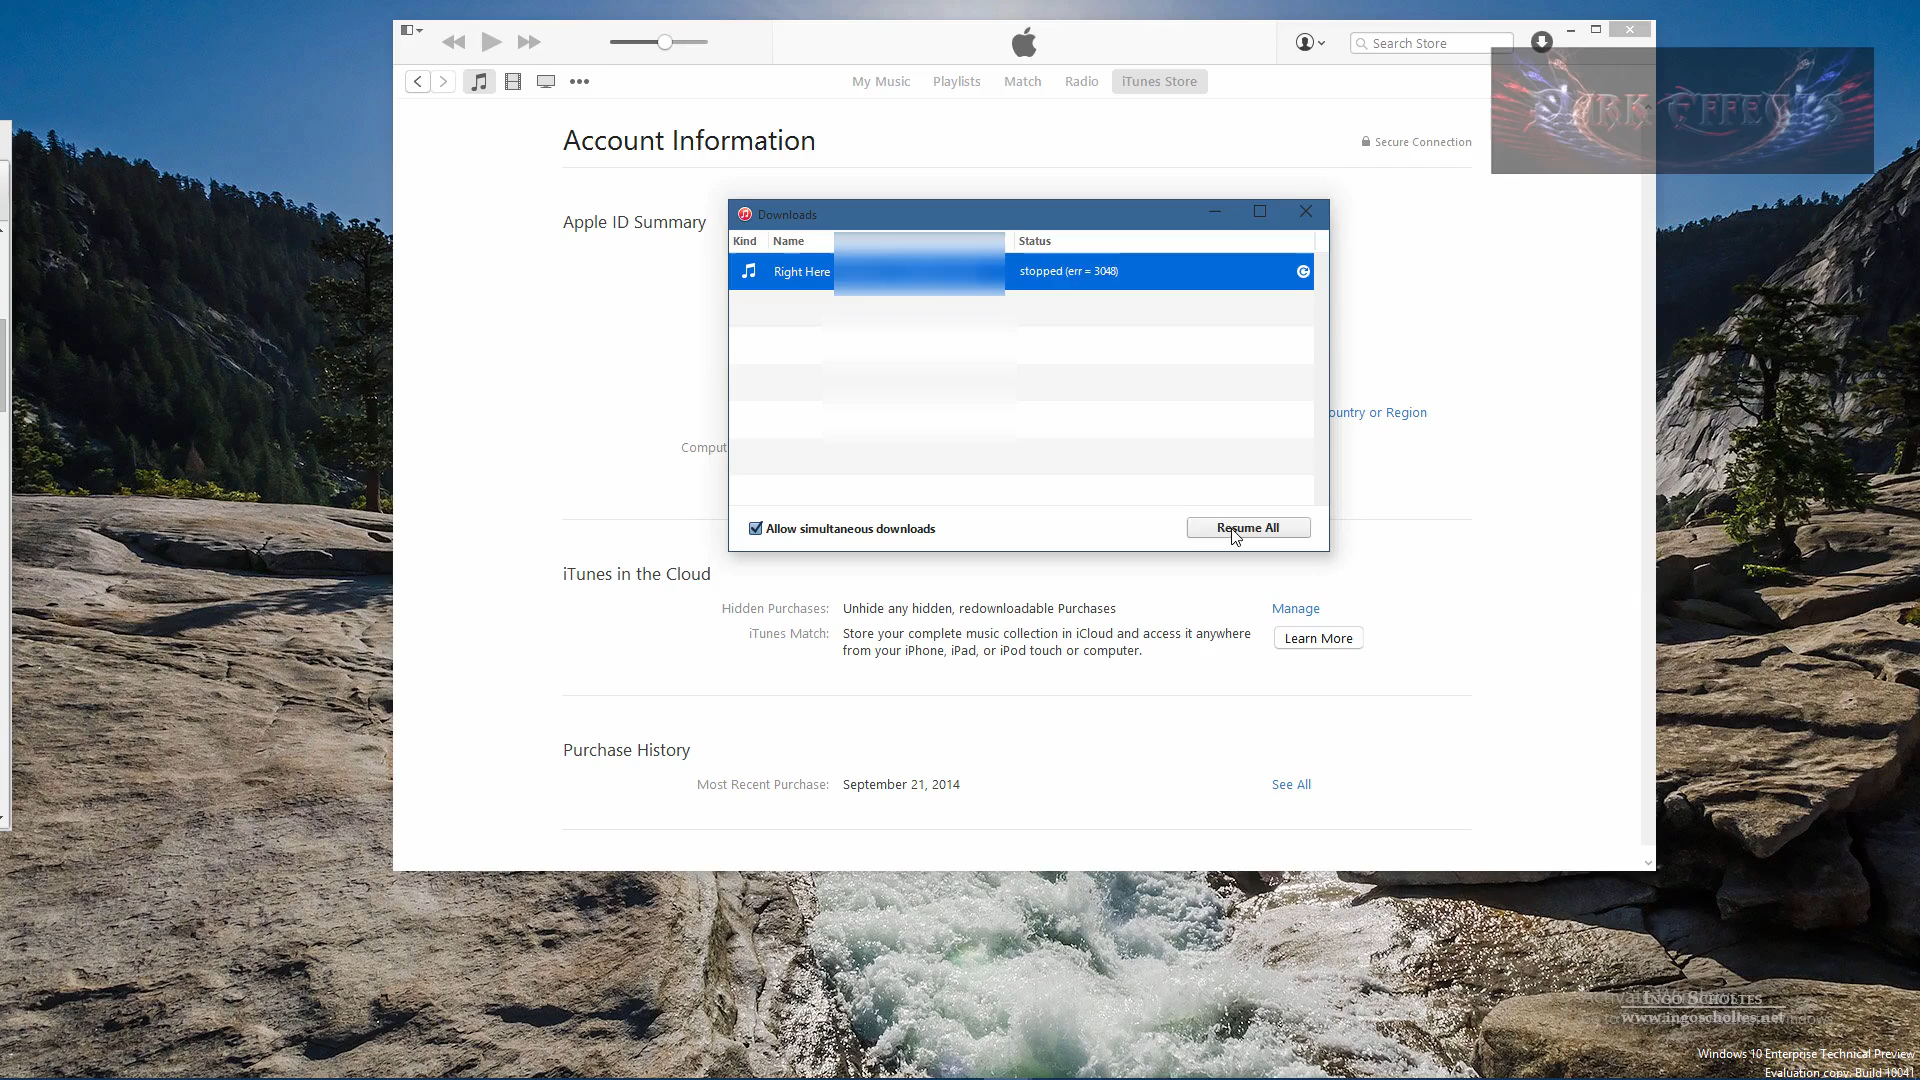 Search Store
My Music
Playlists
Match
Radio
iTunes Store
DARK EFFECTS
Account Information
Secure Connection
Apple ID Summary
Downloads
Kind
Name
Status
Right Here
stopped (err = 3048)
ountry or Region
Comput
Allow simultaneous downloads
Resume All
iTunes in the Cloud
Hidden Purchases:
Unhide any hidden, redownloadable Purchases
Manage
iTunes Match:
Store your complete music collection in iCloud and access it anywhere
from your iPhone, iPad, or iPod touch or computer.
Learn More
Purchase History
Most Recent Purchase:
September 21, 2014
See All
Ingo Scholtes
www.ingoscholtes.net
Windows 10 Enterprise Technical Preview
Evaluation copy. Build 10041